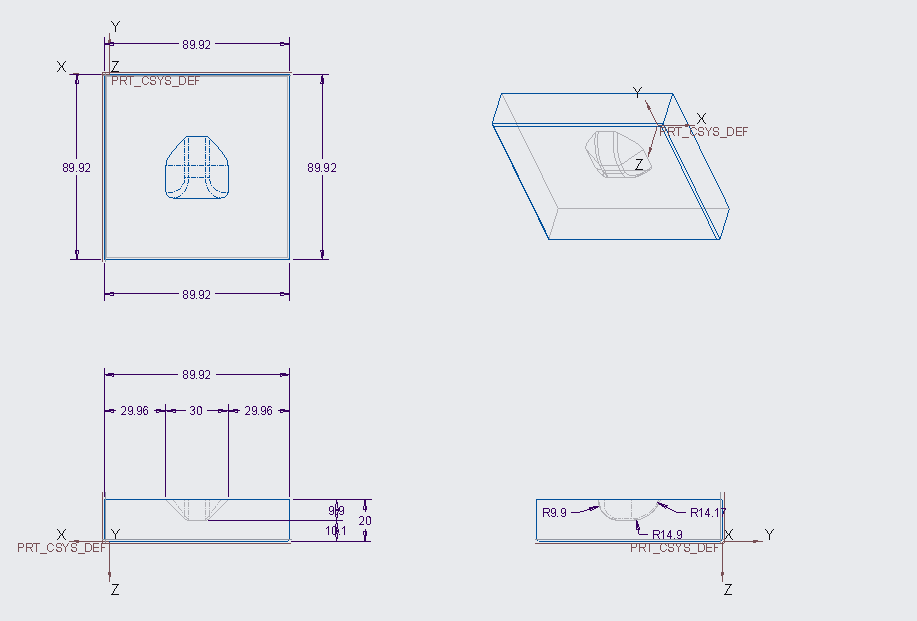 Y
89.92
X
Z
PRT_CSYS_DEF
89.92
89.92
89.92
Y
X
PRT_CSYS_DEF
Z
89.92
29.96
30
29.96
9.9
20
10.1
X
Y
PRT_CSYS_DEF
Z
R9.9
R14.17
R14.9
X
Y
PRT_CSYS_DEF
Z